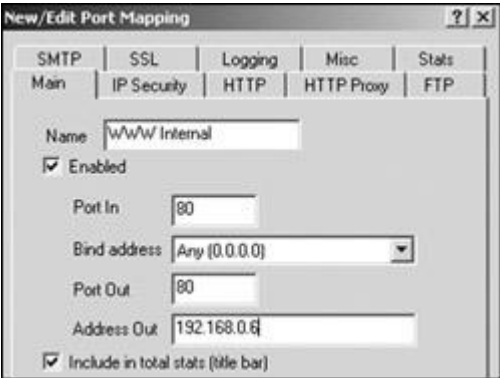 New/Edit Port Mapping ? x
SMTP SSL Logging Misc Stats
Main IP Security HTTP HTTP Proxy FTP
Name WWW Internal
Enabled
Port In 80
Bind address Any (0.0.0.0)
Port Out 80
Address Out 192.168.0.6
Include in total stats (title bar)